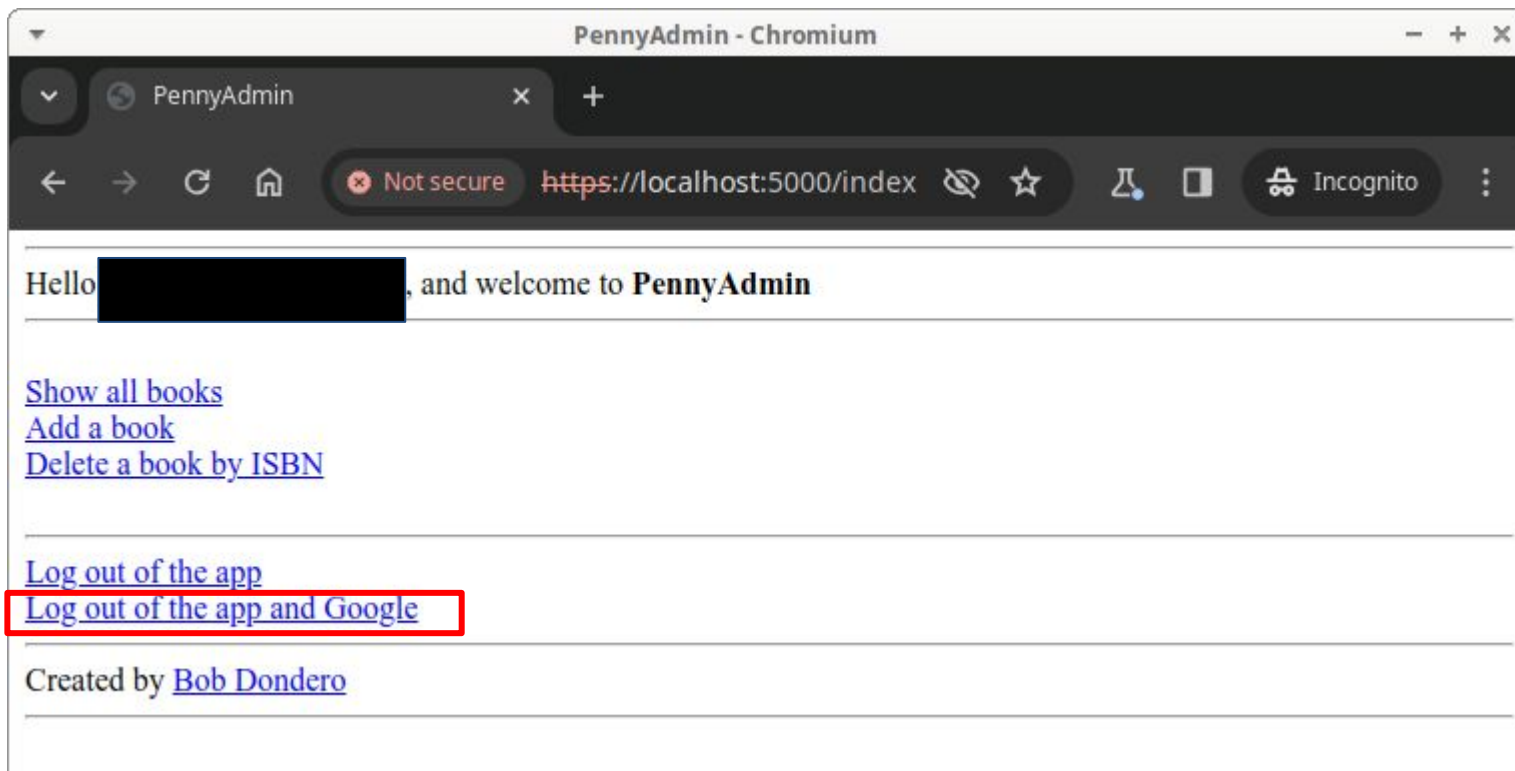 PennyAdmin - Chromium
PennyAdmin
Not secure https://localhost:5000/index Incognito
Hello , and welcome to PennyAdmin
Show all books
Add a book
Delete a book by ISBN
Log out of the app
Log out of the app and Google
Created by Bob Dondero